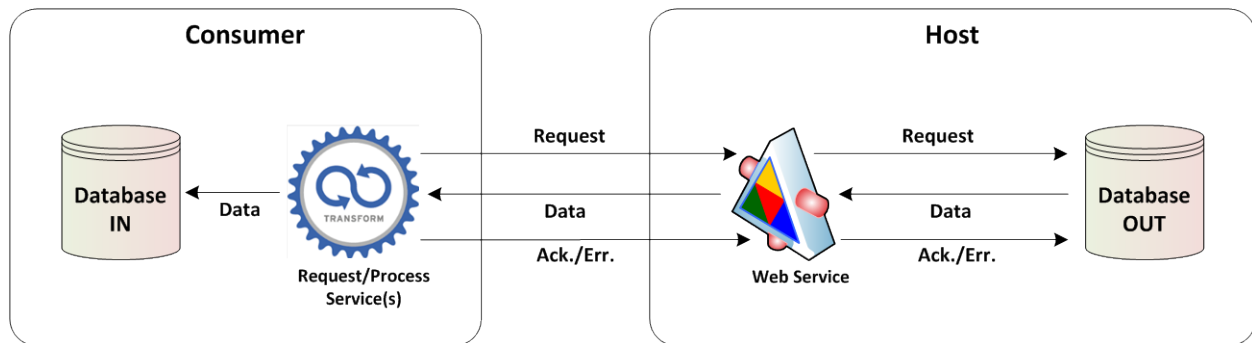 Consumer
Host
Database
IN
Data
TRANSFORM
Request/Process
Service(s)
Request
Data
Ack./Err.
Web Service
Request
Data
Ack./Err.
Database
OUT